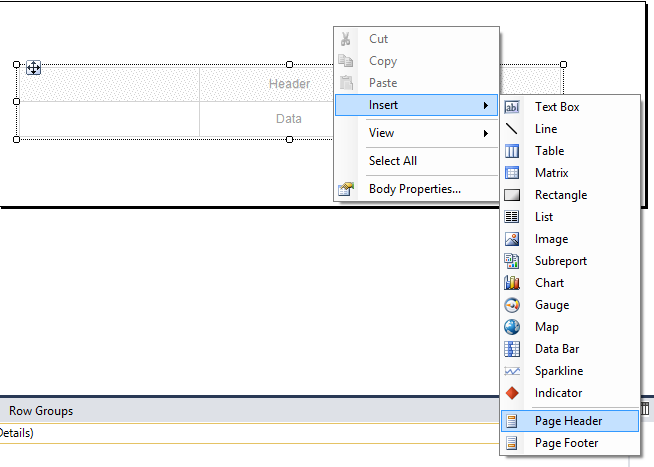 Header
Data
Cut
Copy
Paste
Insert
View
Select All
Body Properties...
ab
Text Box
Line
Table
Matrix
Rectangle
List
Image
Subreport
Chart
Gauge
Map
Data Bar
Sparkline
Indicator
Page Header
Page Footer
Row Groups
Details)